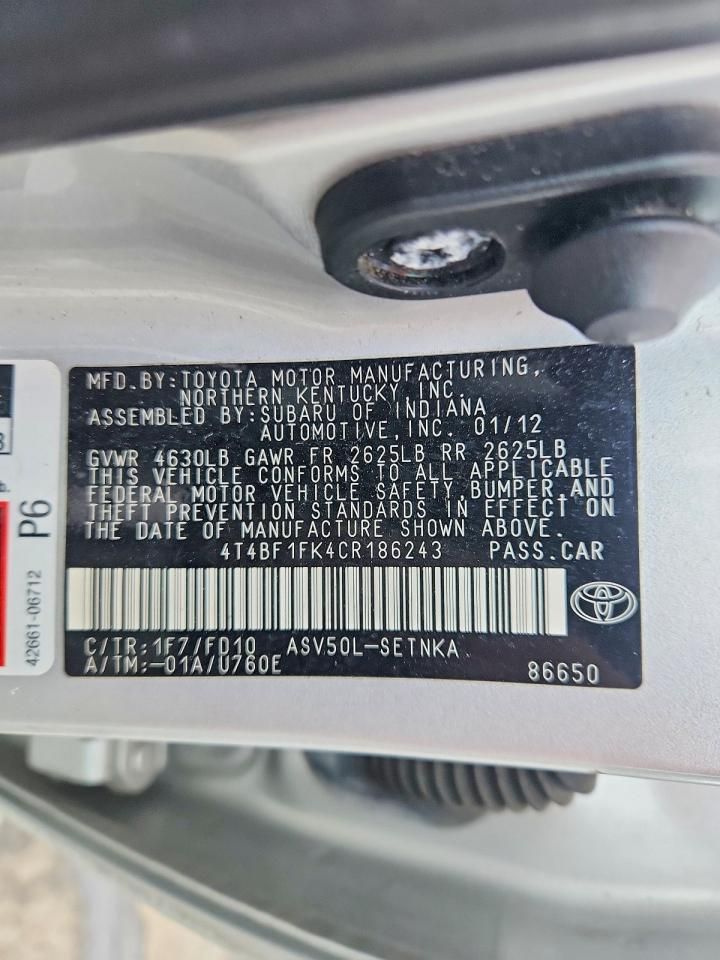 MFD.BY:TOYOTA MOTOR MANUFACTURING,
NORTHERN KENTUCKY, INC.
ASSEMBLED BY:SUBARU OF INDIANA
AUTOMOTIVE, INC. 01/12
GVWR 4630LB GAWR FR 2625LB RR 2625LB
THIS VEHICLE CONFORMS TO ALL APPLICABLE
FEDERAL MOTOR VEHICLE SAFETY, BUMPER, AND
THEFT PREVENTION STANDARDS IN EFFECT ON
THE DATE OF MANUFACTURE SHOWN ABOVE.
4T4BF1FK4CR186243 PASS.CAR
C/TR:1F7/FD10 ASV50L-SETNKA
A/TM:-01A/U760E 86650
P6
42661-06712